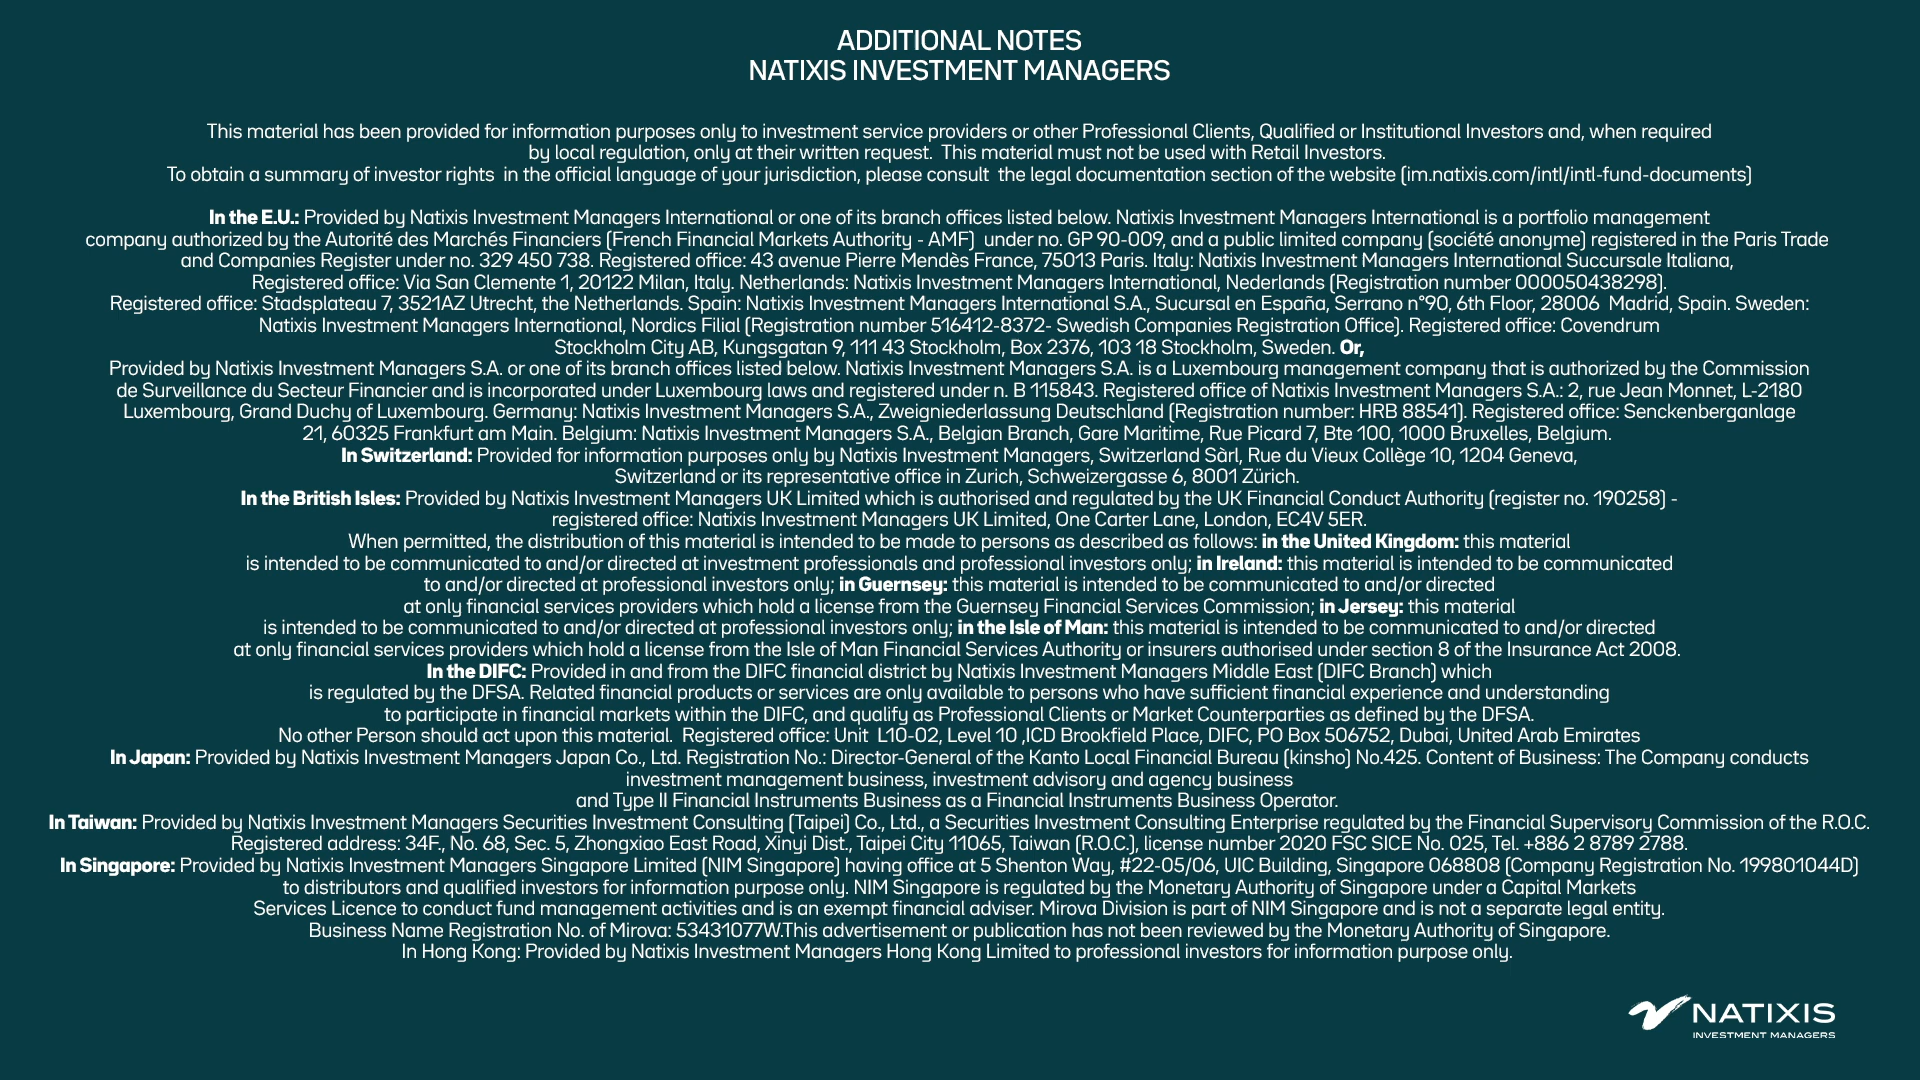 ADDITIONAL NOTES
NATIXIS INVESTMENT MANAGERS
This material has been provided for information purposes only to investment service providers or other Professional Clients, Qualified or Institutional Investors and, when required
by local regulation, only at their written request. This material must not be used with Retail Investors.
To obtain a summary of investor rights in the official language of your jurisdiction, please consult the legal documentation section of the website (im.natixis.com/intl/intl-fund-documents)
In the E.U.: Provided by Natixis Investment Managers International or one of its branch offices listed below. Natixis Investment Managers International is a portfolio management
company authorized by the Autorité des Marchés Financiers (French Financial Markets Authority - AMF) under no. GP 90-009, and a public limited company (société anonyme) registered in the Paris Trade
and Companies Register under no. 329 450 738. Registered office: 43 avenue Pierre Mendès France, 75013 Paris. Italy: Natixis Investment Managers International Succursale Italiana,
Registered office: Via San Clemente 1, 20122 Milan, Italy. Netherlands: Natixis Investment Managers International, Nederlands (Registration number 000050438298).
Registered office: Stadsplateau 7, 3521AZ Utrecht, the Netherlands. Spain: Natixis Investment Managers International S.A., Sucursal en España, Serrano n°90, 6th Floor, 28006 Madrid, Spain. Sweden:
Natixis Investment Managers International, Nordics Filial (Registration number 516412-8372- Swedish Companies Registration Office). Registered office: Covendrum
Stockholm City AB, Kungsgatan 9, 111 43 Stockholm, Box 2376, 103 18 Stockholm, Sweden. Or,
Provided by Natixis Investment Managers S.A. or one of its branch offices listed below. Natixis Investment Managers S.A. is a Luxembourg management company that is authorized by the Commission
de Surveillance du Secteur Financier and is incorporated under Luxembourg laws and registered under n. B 115843. Registered office of Natixis Investment Managers S.A.: 2, rue Jean Monnet, L-2180
Luxembourg, Grand Duchy of Luxembourg. Germany: Natixis Investment Managers S.A., Zweigniederlassung Deutschland (Registration number: HRB 88541). Registered office: Senckenberganlage
21, 60325 Frankfurt am Main. Belgium: Natixis Investment Managers S.A., Belgian Branch, Gare Maritime, Rue Picard 7, Bte 100, 1000 Bruxelles, Belgium.
In Switzerland: Provided for information purposes only by Natixis Investment Managers, Switzerland Sàrl, Rue du Vieux Collège 10, 1204 Geneva,
Switzerland or its representative office in Zurich, Schweizergasse 6, 8001 Zürich.
In the British Isles: Provided by Natixis Investment Managers UK Limited which is authorised and regulated by the UK Financial Conduct Authority (register no. 190258) -
registered office: Natixis Investment Managers UK Limited, One Carter Lane, London, EC4V 5ER.
When permitted, the distribution of this material is intended to be made to persons as described as follows: in the United Kingdom: this material
is intended to be communicated to and/or directed at investment professionals and professional investors only; in Ireland: this material is intended to be communicated
to and/or directed at professional investors only; in Guernsey: this material is intended to be communicated to and/or directed
at only financial services providers which hold a license from the Guernsey Financial Services Commission; in Jersey: this material
is intended to be communicated to and/or directed at professional investors only; in the Isle of Man: this material is intended to be communicated to and/or directed
at only financial services providers which hold a license from the Isle of Man Financial Services Authority or insurers authorised under section 8 of the Insurance Act 2008.
In the DIFC: Provided in and from the DIFC financial district by Natixis Investment Managers Middle East (DIFC Branch) which
is regulated by the DFSA. Related financial products or services are only available to persons who have sufficient financial experience and understanding
to participate in financial markets within the DIFC, and qualify as Professional Clients or Market Counterparties as defined by the DFSA.
No other Person should act upon this material. Registered office: Unit L10-02, Level 10 ,ICD Brookfield Place, DIFC, PO Box 506752, Dubai, United Arab Emirates
In Japan: Provided by Natixis Investment Managers Japan Co., Ltd. Registration No.: Director-General of the Kanto Local Financial Bureau (kinsho) No.425. Content of Business: The Company conducts
investment management business, investment advisory and agency business
and Type II Financial Instruments Business as a Financial Instruments Business Operator.
In Taiwan: Provided by Natixis Investment Managers Securities Investment Consulting (Taipei) Co., Ltd., a Securities Investment Consulting Enterprise regulated by the Financial Supervisory Commission of the R.O.C.
Registered address: 34F., No. 68, Sec. 5, Zhongxiao East Road, Xinyi Dist., Taipei City 11065, Taiwan (R.O.C.), license number 2020 FSC SICE No. 025, Tel. +886 2 8789 2788.
In Singapore: Provided by Natixis Investment Managers Singapore Limited (NIM Singapore) having office at 5 Shenton Way, #22-05/06, UIC Building, Singapore 068808 (Company Registration No. 199801044D)
to distributors and qualified investors for information purpose only. NIM Singapore is regulated by the Monetary Authority of Singapore under a Capital Markets
Services Licence to conduct fund management activities and is an exempt financial adviser. Mirova Division is part of NIM Singapore and is not a separate legal entity.
Business Name Registration No. of Mirova: 53431077W.This advertisement or publication has not been reviewed by the Monetary Authority of Singapore.
In Hong Kong: Provided by Natixis Investment Managers Hong Kong Limited to professional investors for information purpose only.
NATIXIS
INVESTMENT MANAGERS